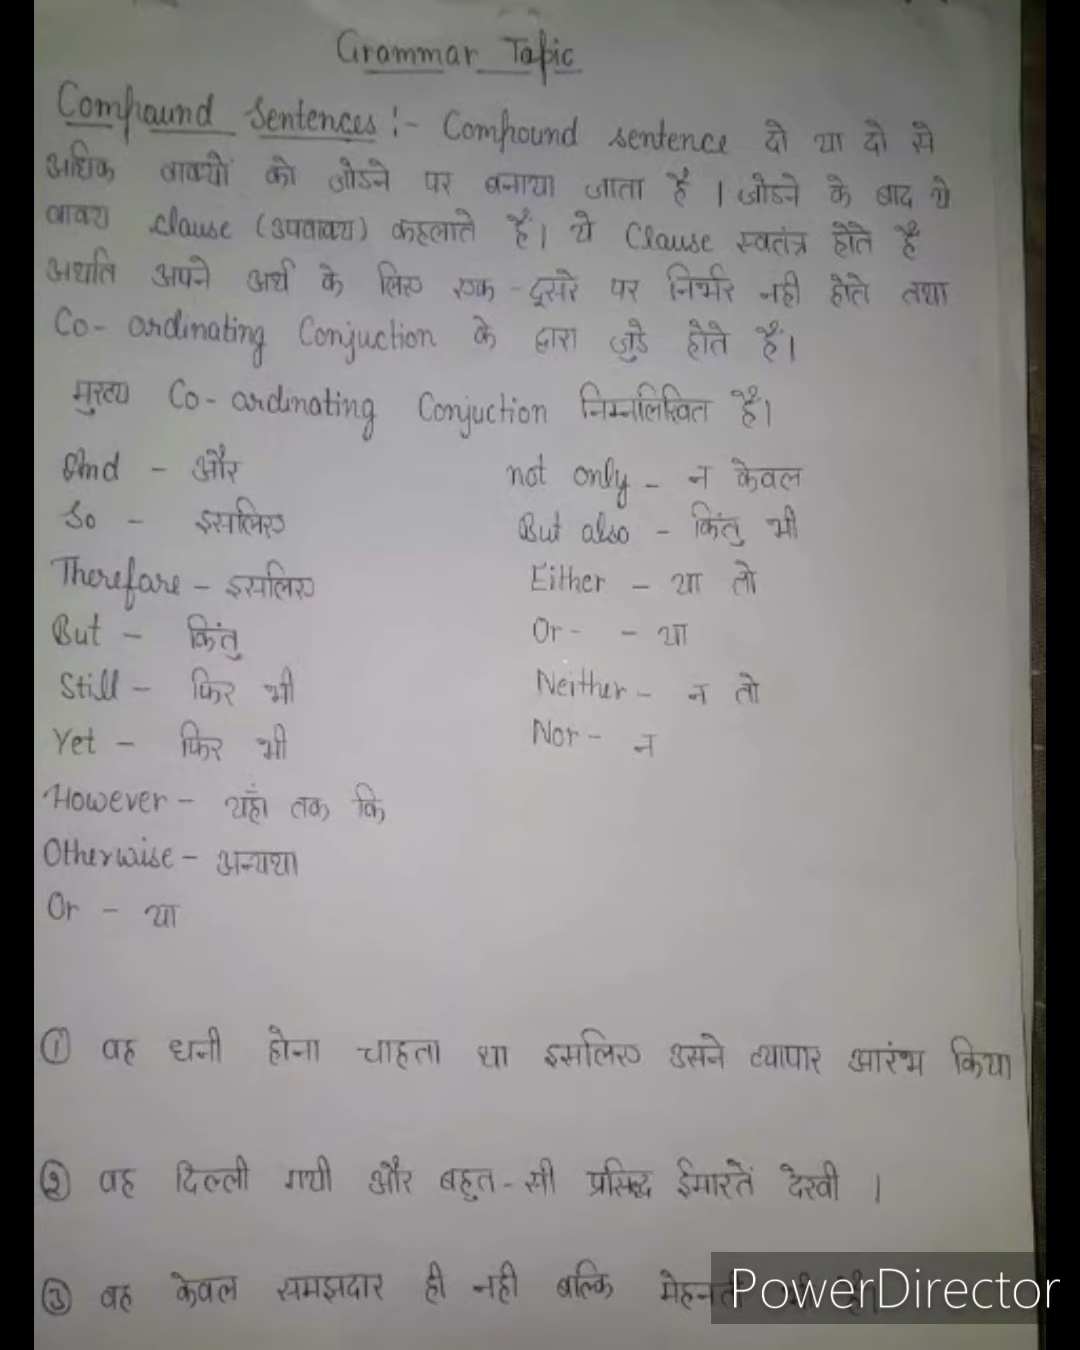 Grammar Topic
Compound Sentences :- Compound sentence दो या दो से
अधिक वाक्यों को जोडने पर बनाया जाता है । जोडने के बाद ये
वाक्य clause (उपवाक्य) कहलाते हैं। ये Clause स्वतंत्र होते है
अर्थाति अपने अर्थ के लिए एक-दूसरे पर निर्भर नही होते तथा
Co-ordinating Conjuction के द्वारा जुडे होते हैं।
मुख्य Co-ordinating Conjuction निम्नलिखित है।
And - और
not only - न केवल
So - इसलिए
But also - किंतु भी
Therefore - इसलिए
Either - या तो
But - किंतु
Or - - या
Still - फिर भी
Neither - न तो
Yet - फिर भी
Nor - न
However - यहाँ तक कि
Otherwise - अन्यथा
Or - या
① वह धनी होना चाहता था इसलिए उसने व्यापार आरंभ किया
② वह दिल्ली गयी और बहुत-सी प्रसिद्ध ईमारतें देखी ।
③ वह केवल समझदार ही नही बल्कि
PowerDirector